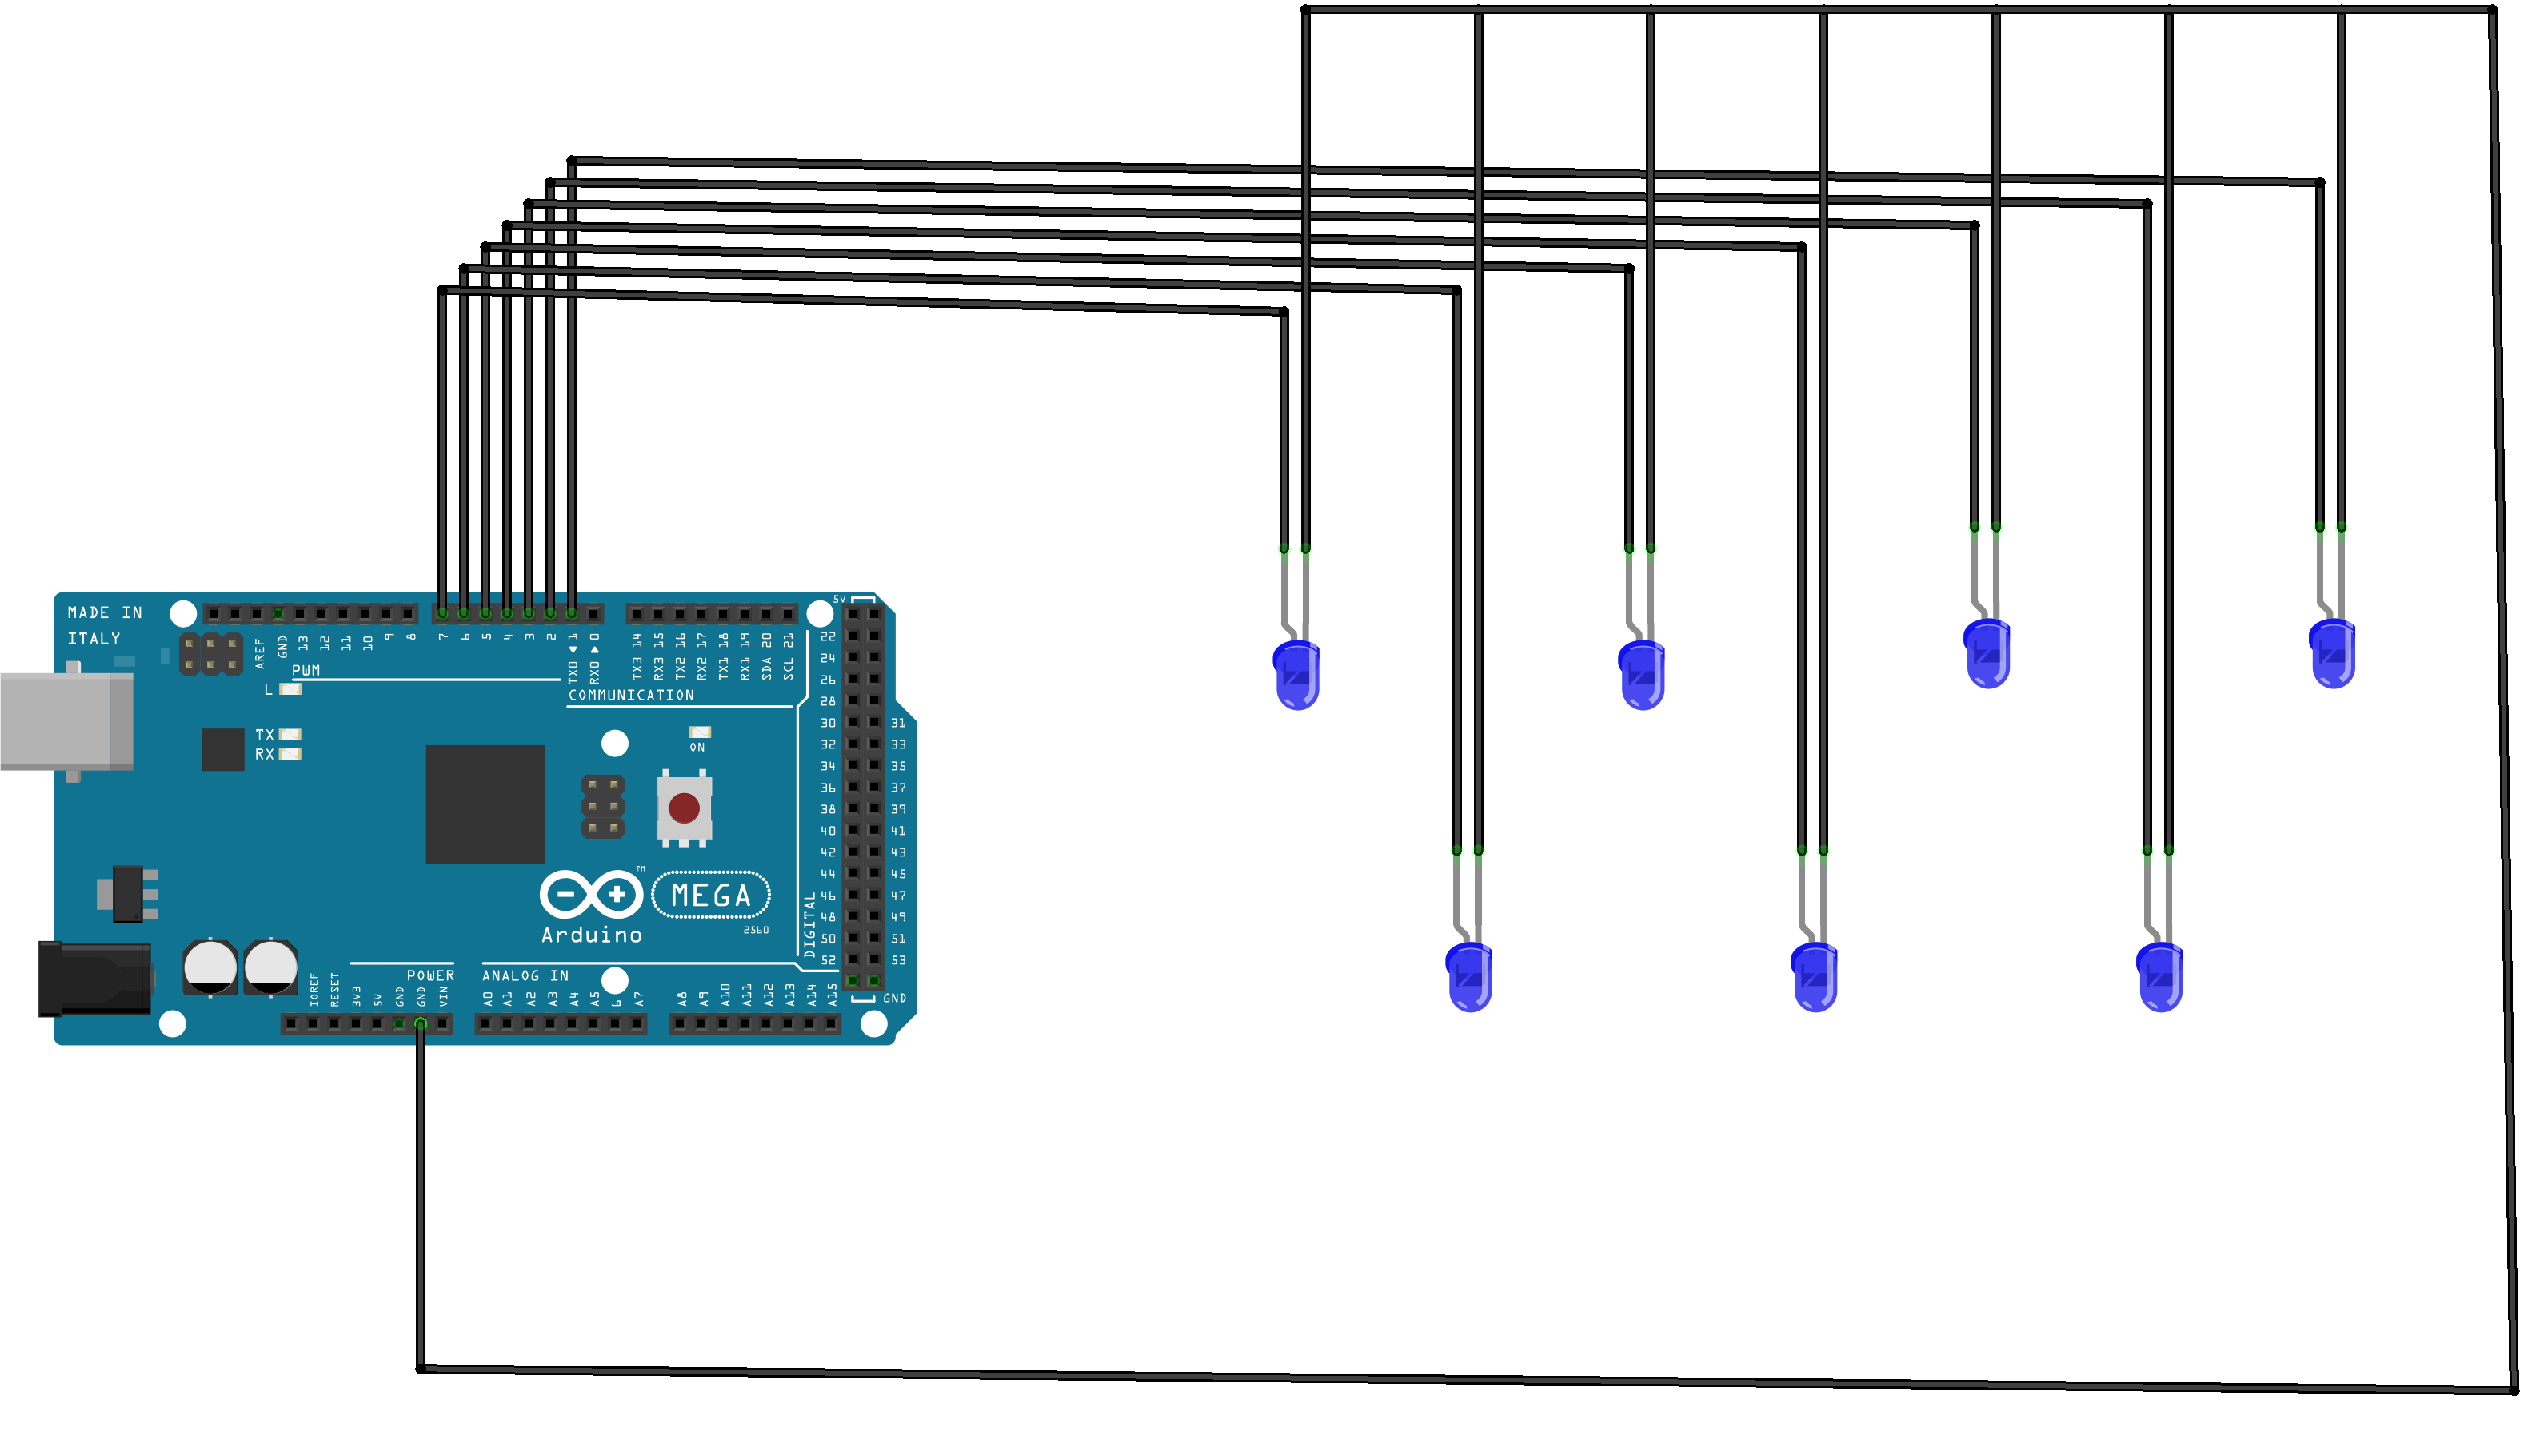 MADE IN
ITALY
AREF
GND
13
12
11
10
9
8
7
6
5
4
3
2
TX0 1
RX0 0
TX3 14
RX3 15
TX2 16
RX2 17
TX1 18
RX1 19
SDA 20
SCL 21
5V
PWM
L
COMMUNICATION
TX
RX
ON
22
24
26
28
30 31
32 33
34 35
36 37
38 39
40 41
42 43
44 45
46 47
48 49
50 51
52 53
DIGITAL
GND
MEGA
TM
2560
Arduino
POWER
ANALOG IN
IOREF
RESET
3V3
5V
GND
GND
VIN
A0
A1
A2
A3
A4
A5
6
A7
A8
A9
A10
A11
A12
A13
A14
A15